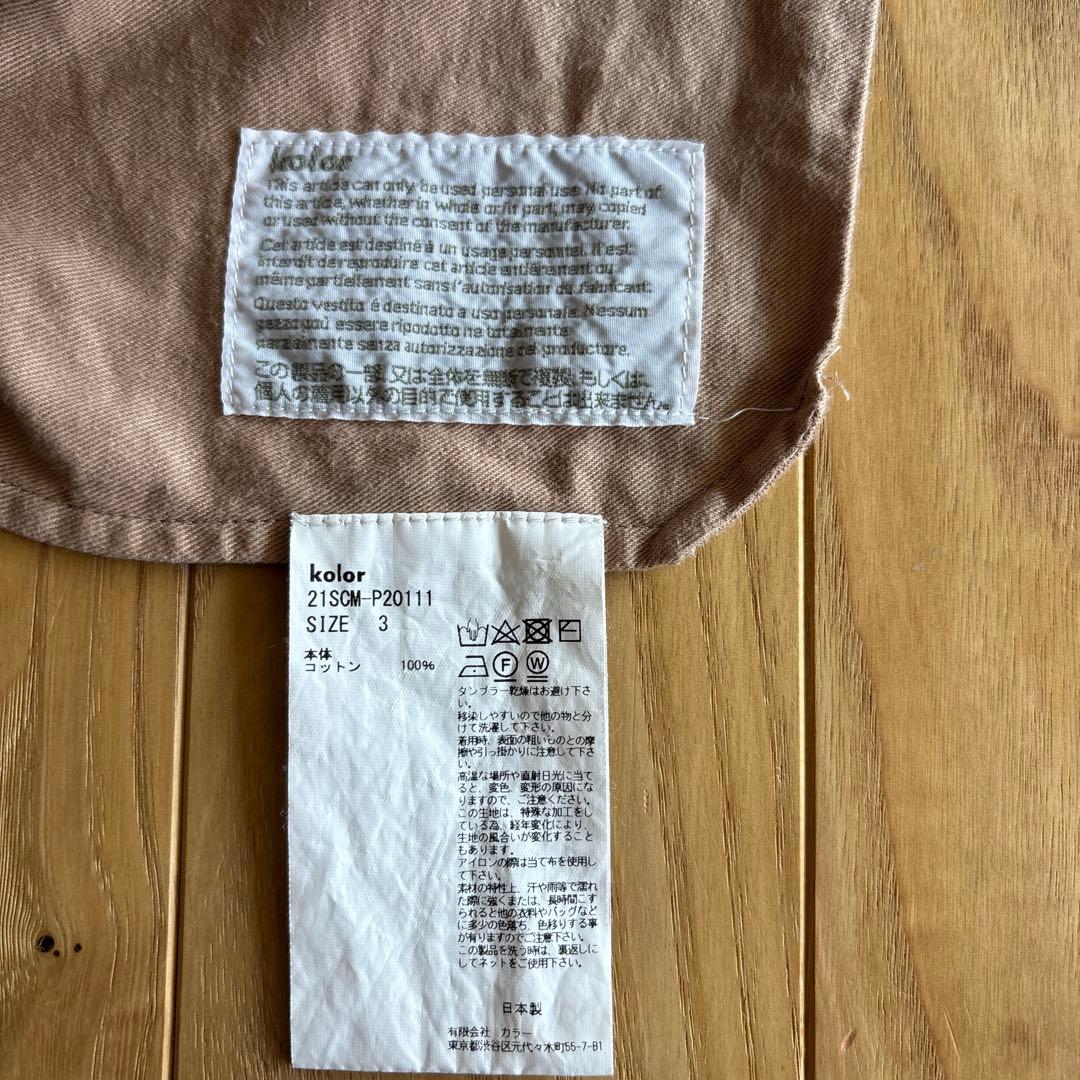 kolor
This article can only be used personal use. No part of
this article, whether in whole or in part, may copied
or used without the consent of the manufacturer.
Cet article est destiné à un usage personnel. Il est
interdit de reproduire cet article entièrement ou
même partiellement sans l'autorisation du fabricant.
Questo vestito é destinato a uso personale. Nessum
pezzo può essere ripodotto ne totalmente
parzialmente senza autorizzazione del profuctore.
この製品の一部、又は全体を無断で複製、もしくは、
個人の着用以外の目的で使用することは出来ません。
kolor
21SCM-P20111
SIZE 3
本体
コットン 100%
F W
タンブラー乾燥はお避け下さ
い。
移染しやすいので他の物と分
けて洗濯して下さい。
着用時、表面の粗いものとの摩
擦や引っ掛かりに注意して下さ
い。
高温な場所や直射日光に当て
ると、変色、変形の原因にな
りますので、ご注意ください。
この生地は、特殊な加工をし
ている為、経年変化により、
生地の風合いが変化すること
もあります。
アイロンの際は当て布を使用し
て下さい。
素材の特性上、汗や雨等で濡れ
た際に強くまたは、長時間こす
られると他の衣料やバッグなど
に多少の色落ち、色移りする事
が有りますのでご注意下さい。
この製品を洗う時は、裏返しに
してネットをご使用下さい。
日本製
有限会社 カラー
東京都渋谷区元代々木町55-7-B1